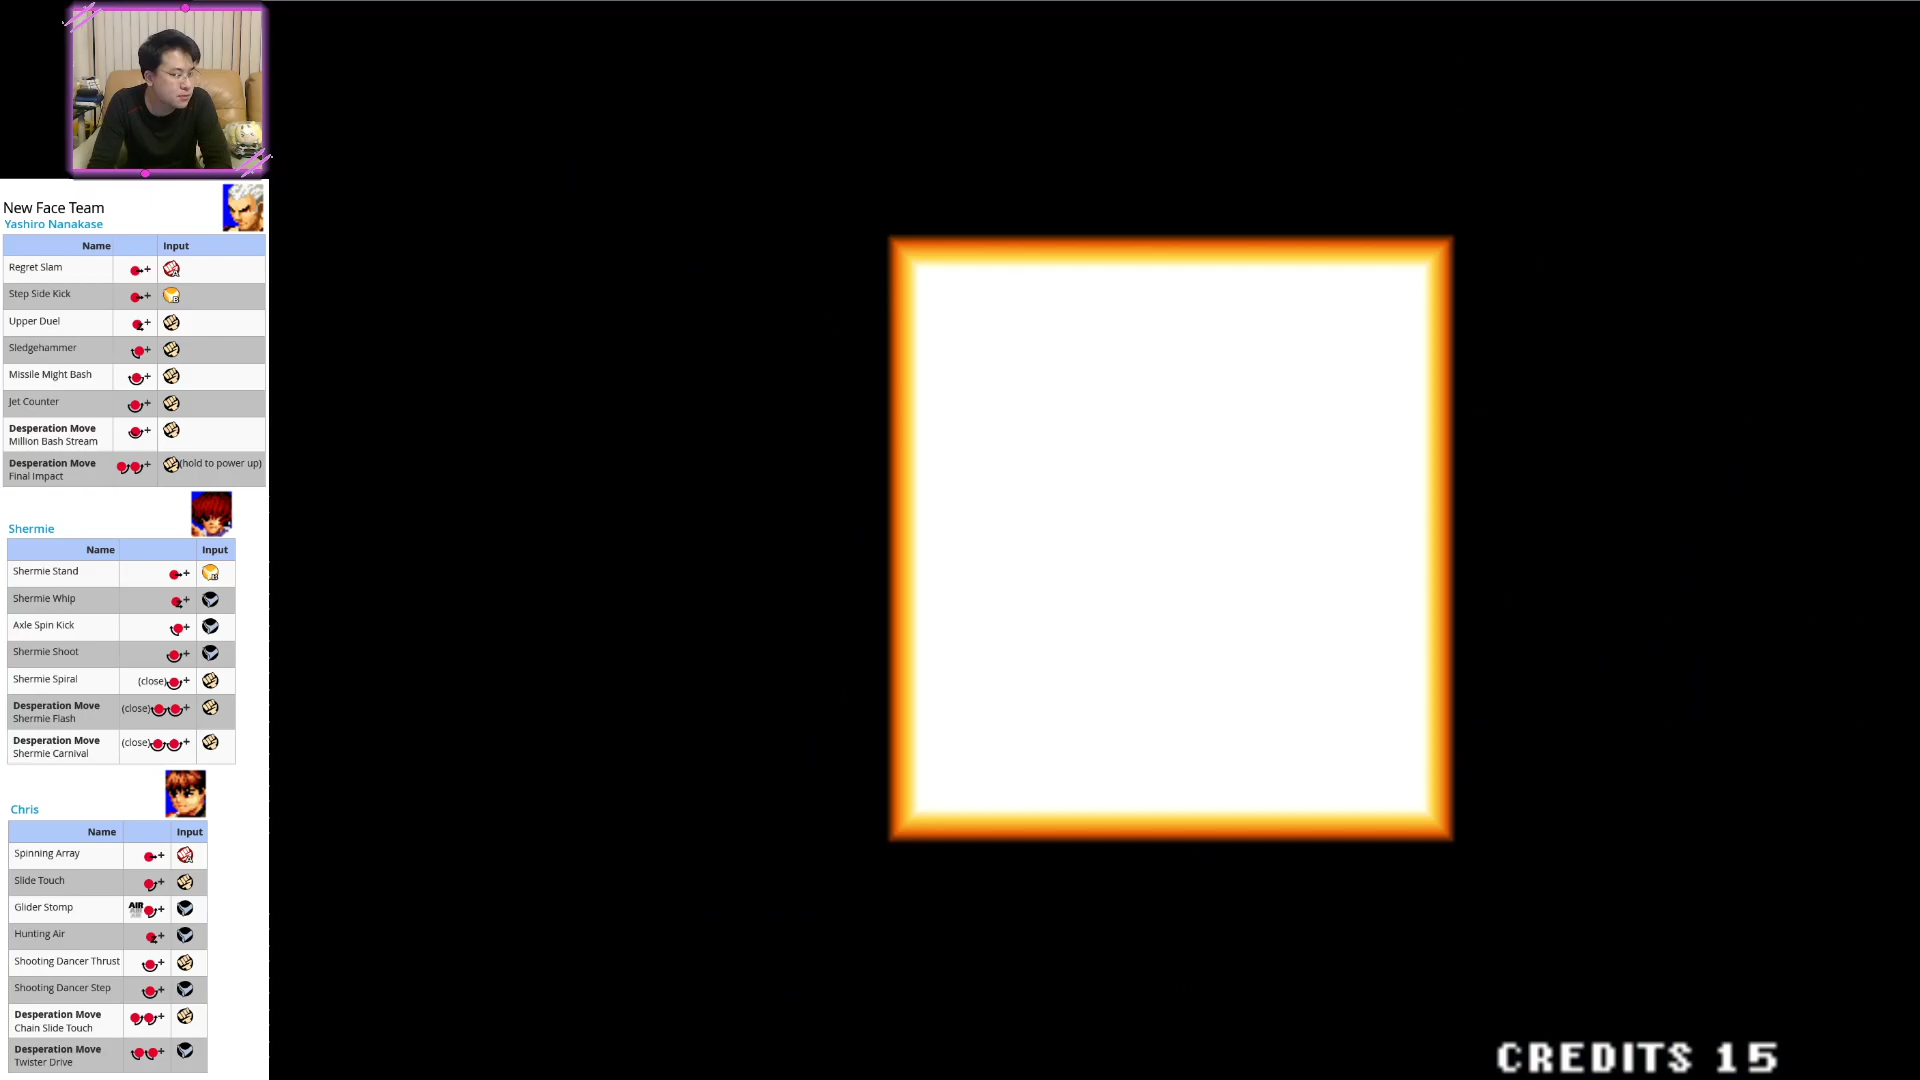 New Face Team
Yashiro Nanakase
Name Input
Regret Slam + A
Step Side Kick + B
Upper Duel +
Sledgehammer +
Missile Might Bash +
Jet Counter +
Desperation Move
Million Bash Stream +
Desperation Move
Final Impact + (hold to power up)
Shermie
Name Input
Shermie Stand + B
Shermie Whip +
Axle Spin Kick +
Shermie Shoot +
Shermie Spiral (close) +
Desperation Move
Shermie Flash (close) +
Desperation Move
Shermie Carnival (close) +
Chris
Name Input
Spinning Array + A
Slide Touch +
Glider Stomp AIR +
Hunting Air +
Shooting Dancer Thrust +
Shooting Dancer Step +
Desperation Move
Chain Slide Touch +
Desperation Move
Twister Drive +
CREDITS 15